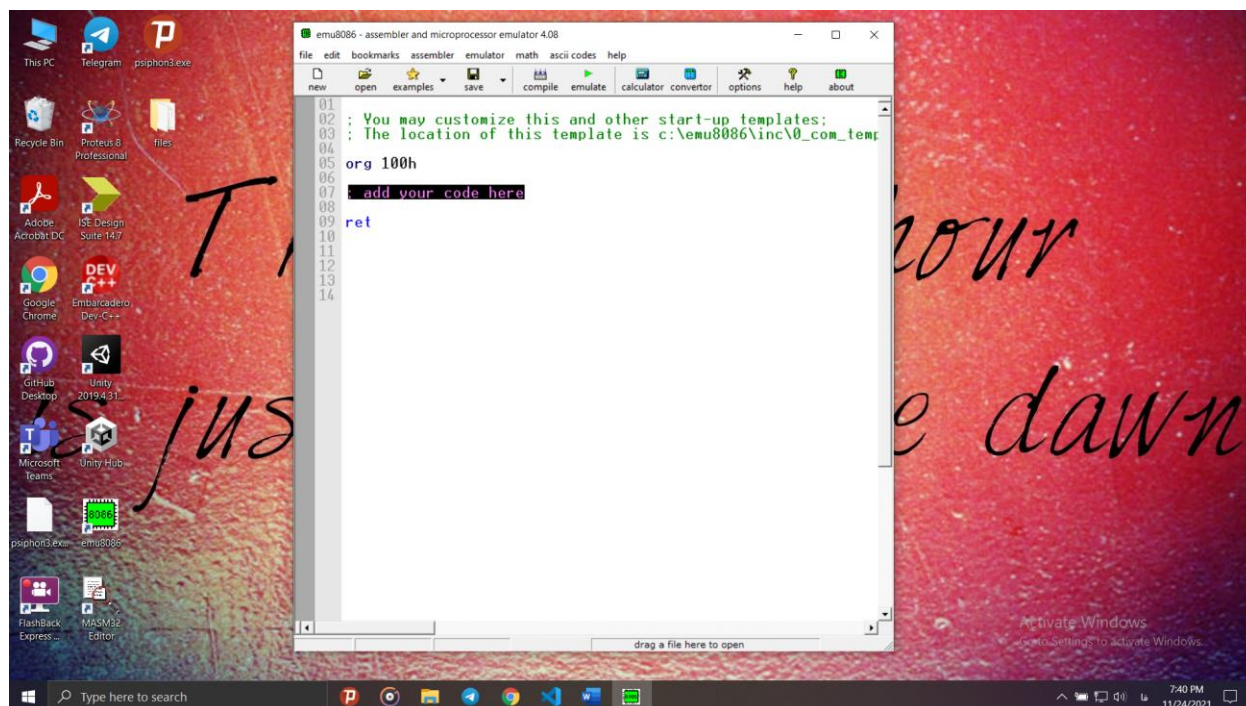 This PC
Telegram
psiphon3.exe
Recycle Bin
Proteus 8
Professional
files
Adobe
Acrobat DC
ISE Design
Suite 14.7
Google
Chrome
Embarcadero
Dev-C++
GitHub
Desktop
Unity
2019.4.31...
Microsoft
Teams
Unity Hub
psiphon3.ex...
emu8086
FlashBack
Express ...
MASM32
Editor
DEV
C++
8086
emu8086 - assembler and microprocessor emulator 4.08
file edit bookmarks assembler emulator math ascii codes help
new open examples save compile emulate calculator convertor options help about
01
02 ; You may customize this and other start-up templates;
03 ; The location of this template is c:\emu8086\inc\0_com_temp
04
05 org 100h
06
07 ; add your code here
08
09 ret
10
11
12
13
14
drag a file here to open
T hour
is jus e dawn
Activate Windows
Go to Settings to activate Windows.
Type here to search
فا
7:40 PM
11/24/2021